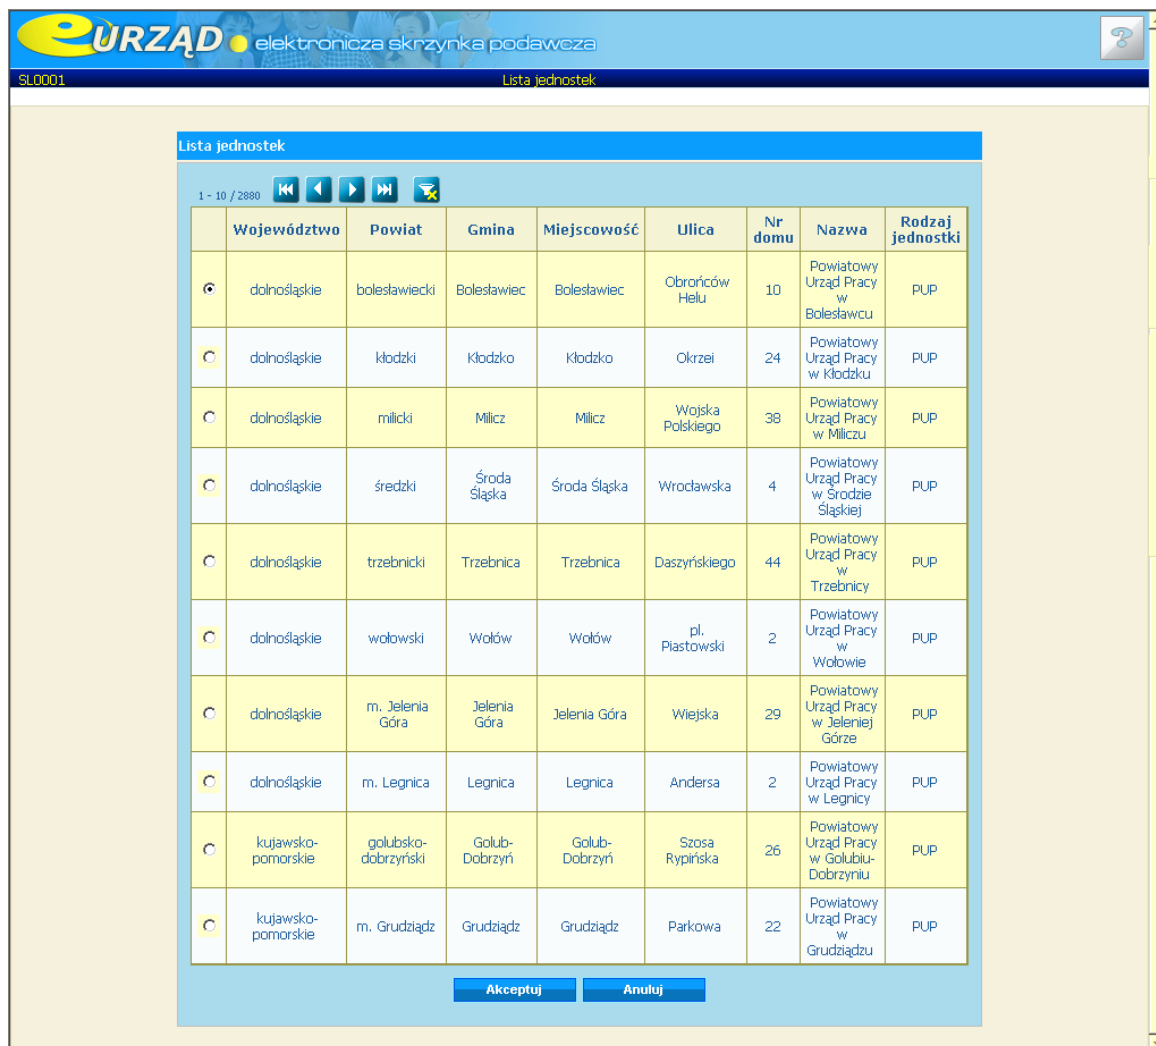 eURZĄD elektronicza skrzynka podawcza
?
SL0001 Lista jednostek
Lista jednostek
1 - 10 / 2880
Województwo Powiat Gmina Miejscowość Ulica Nr domu Nazwa Rodzaj jednostki
dolnośląskie bolesławiecki Bolesławiec Bolesławiec Obrońców Helu 10 Powiatowy Urząd Pracy w Bolesławcu PUP
dolnośląskie kłodzki Kłodzko Kłodzko Okrzei 24 Powiatowy Urząd Pracy w Kłodzku PUP
dolnośląskie milicki Milicz Milicz Wojska Polskiego 38 Powiatowy Urząd Pracy w Miliczu PUP
dolnośląskie średzki Środa Śląska Środa Śląska Wrocławska 4 Powiatowy Urząd Pracy w Środzie Śląskiej PUP
dolnośląskie trzebnicki Trzebnica Trzebnica Daszyńskiego 44 Powiatowy Urząd Pracy w Trzebnicy PUP
dolnośląskie wołowski Wołów Wołów pl. Piastowski 2 Powiatowy Urząd Pracy w Wołowie PUP
dolnośląskie m. Jelenia Góra Jelenia Góra Jelenia Góra Wiejska 29 Powiatowy Urząd Pracy w Jeleniej Górze PUP
dolnośląskie m. Legnica Legnica Legnica Andersa 2 Powiatowy Urząd Pracy w Legnicy PUP
kujawsko-pomorskie golubsko-dobrzyński Golub-Dobrzyń Golub-Dobrzyń Szosa Rypińska 26 Powiatowy Urząd Pracy w Golubiu-Dobrzyniu PUP
kujawsko-pomorskie m. Grudziądz Grudziądz Grudziądz Parkowa 22 Powiatowy Urząd Pracy w Grudziądzu PUP
Akceptuj Anuluj